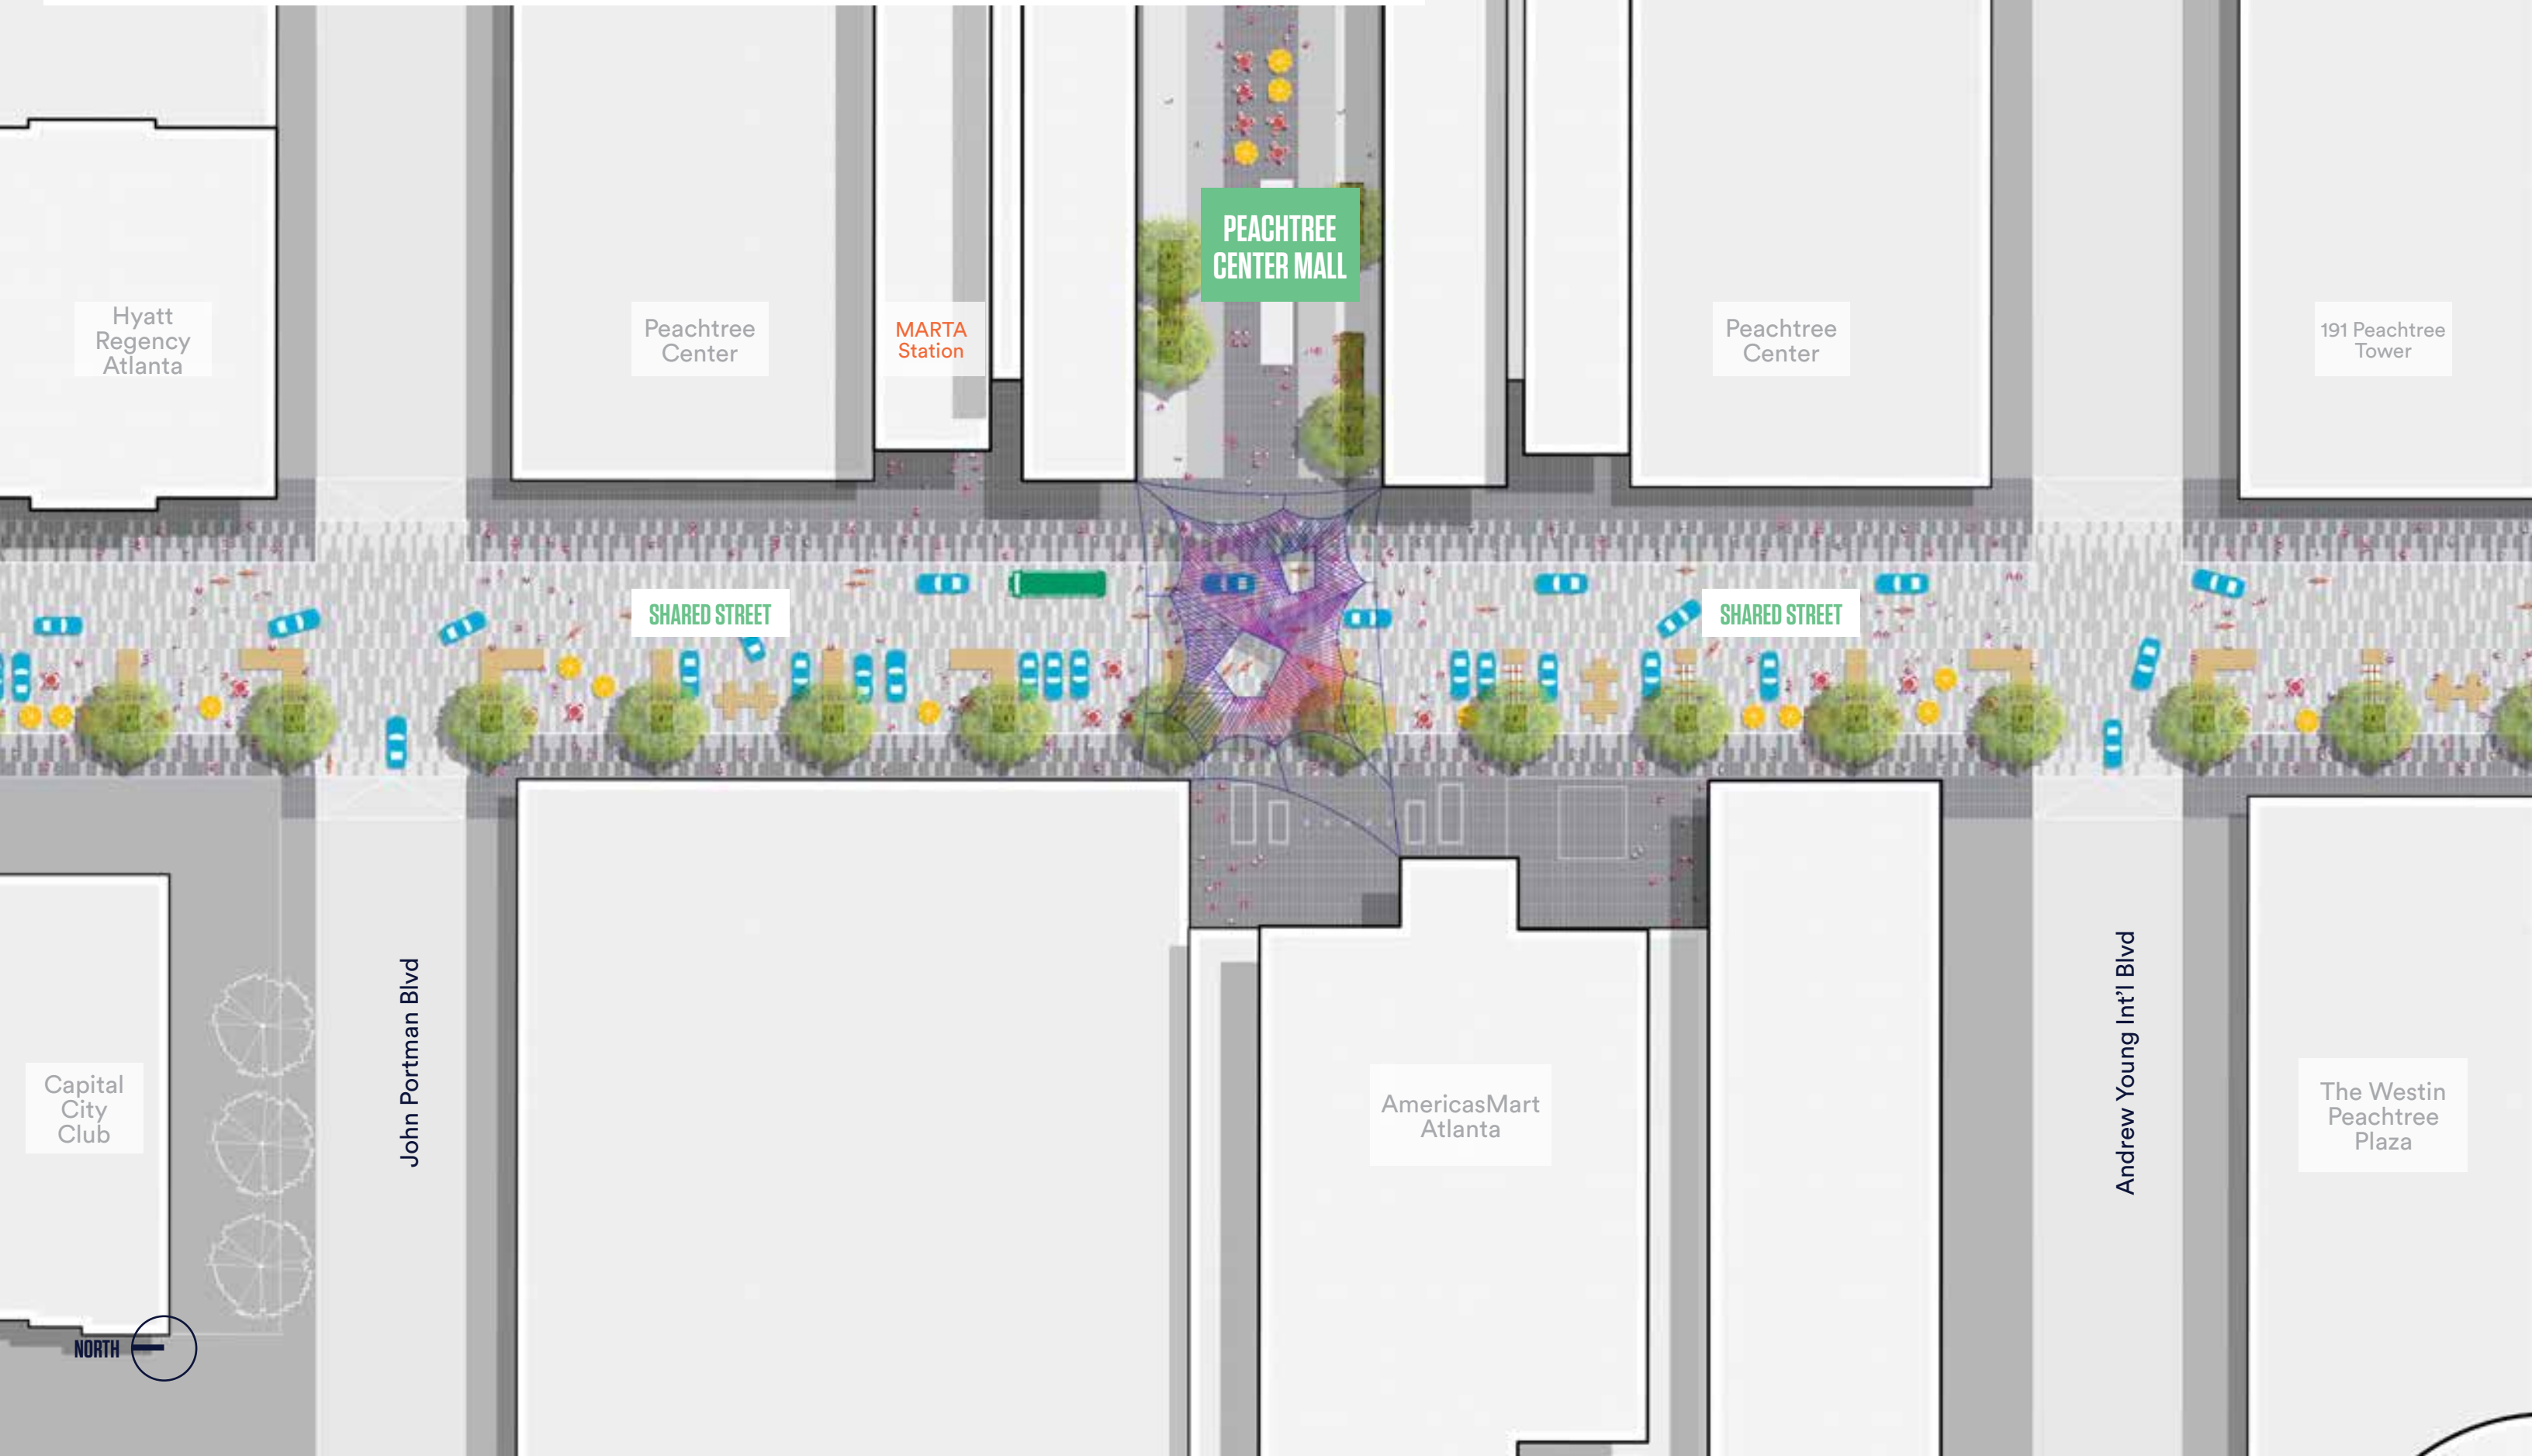 PEACHTREE
CENTER MALL
Hyatt
Regency
Atlanta
Peachtree
Center
MARTA
Station
Peachtree
Center
191 Peachtree
Tower
SHARED STREET
SHARED STREET
John Portman Blvd
Andrew Young Int'l Blvd
Capital
City
Club
AmericasMart
Atlanta
The Westin
Peachtree
Plaza
NORTH